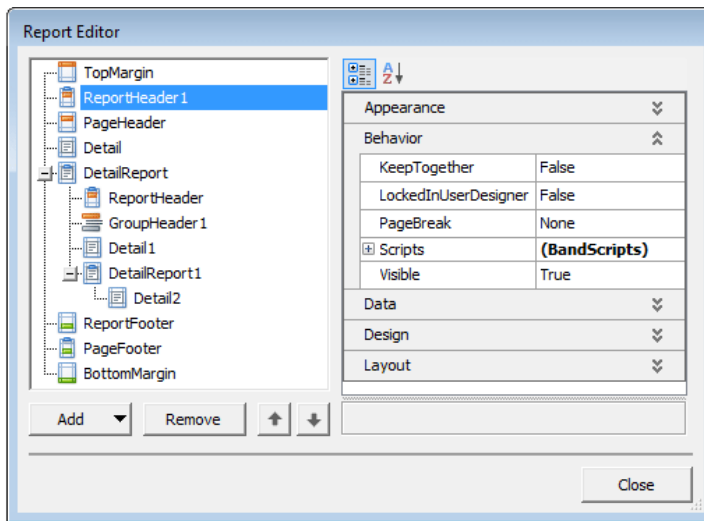 Report Editor
TopMargin
ReportHeader1
PageHeader
Detail
DetailReport
ReportHeader
GroupHeader1
Detail1
DetailReport1
Detail2
ReportFooter
PageFooter
BottomMargin
Add
Remove
A
Z
Appearance
Behavior
KeepTogether False
LockedInUserDesigner False
PageBreak None
Scripts (BandScripts)
Visible True
Data
Design
Layout
Close